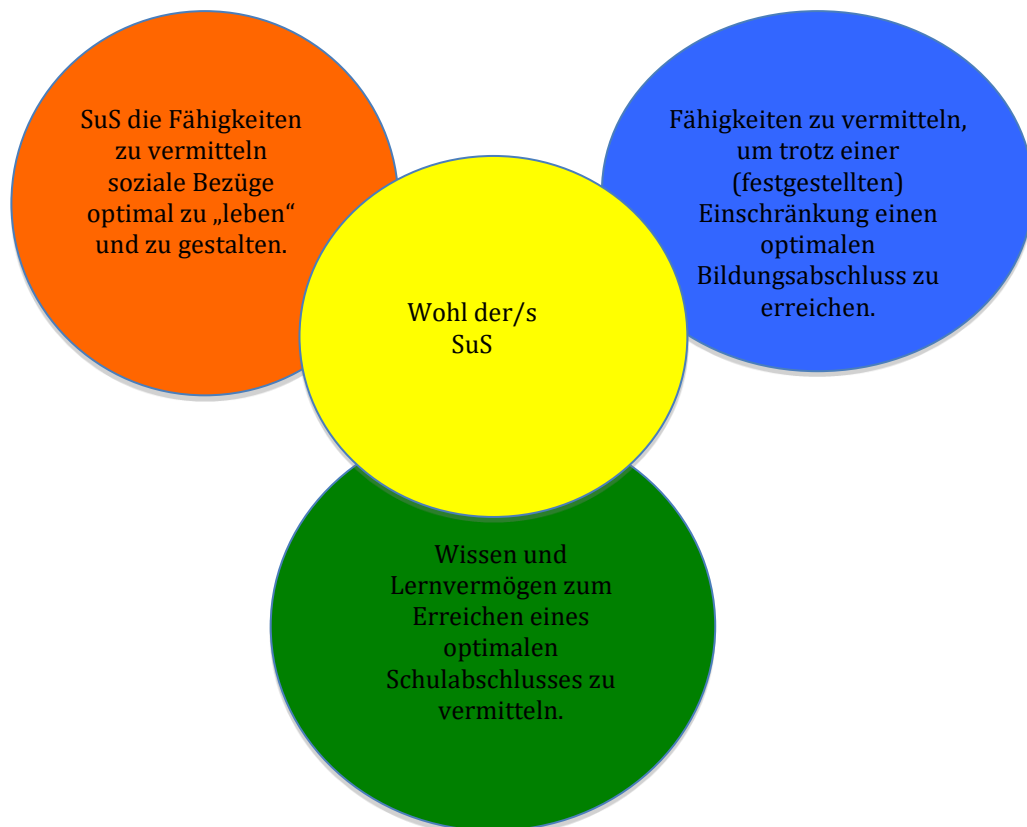 SuS die Fähigkeiten
zu vermitteln
soziale Bezüge
optimal zu „leben“
und zu gestalten.
Fähigkeiten zu vermitteln,
um trotz einer
(festgestellten)
Einschränkung einen
optimalen
Bildungsabschluss zu
erreichen.
Wohl der/s
SuS
Wissen und
Lernvermögen zum
Erreichen eines
optimalen
Schulabschlusses zu
vermitteln.